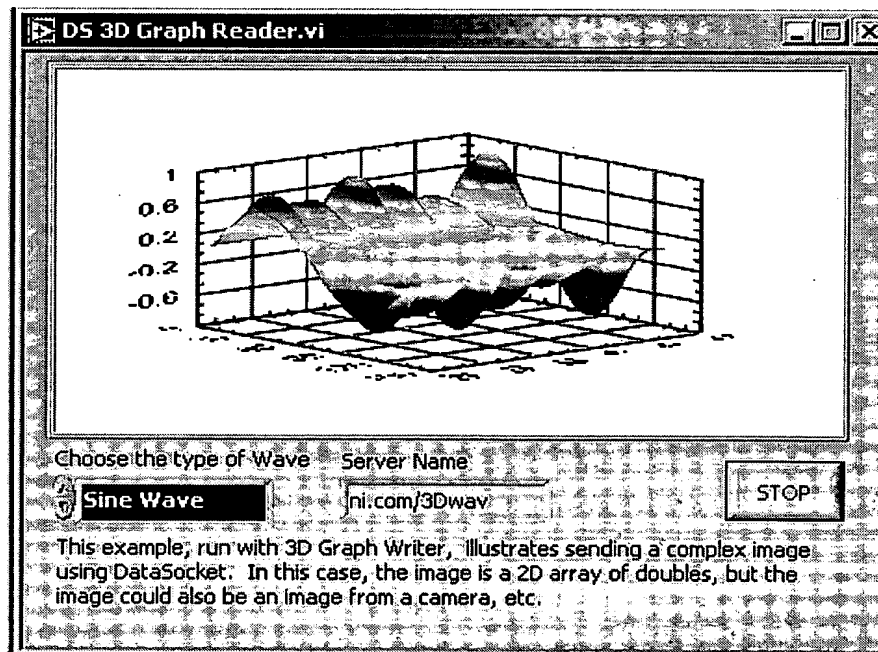 DS 3D Graph Reader.vi
1
0.6
0.2
-0.2
-0.6
Choose the type of Wave
Server Name
Sine Wave
ni.com/3Dwav
STOP
This example, run with 3D Graph Writer, illustrates sending a complex image
using DataSocket. In this case, the image is a 2D array of doubles, but the
image could also be an image from a camera, etc.